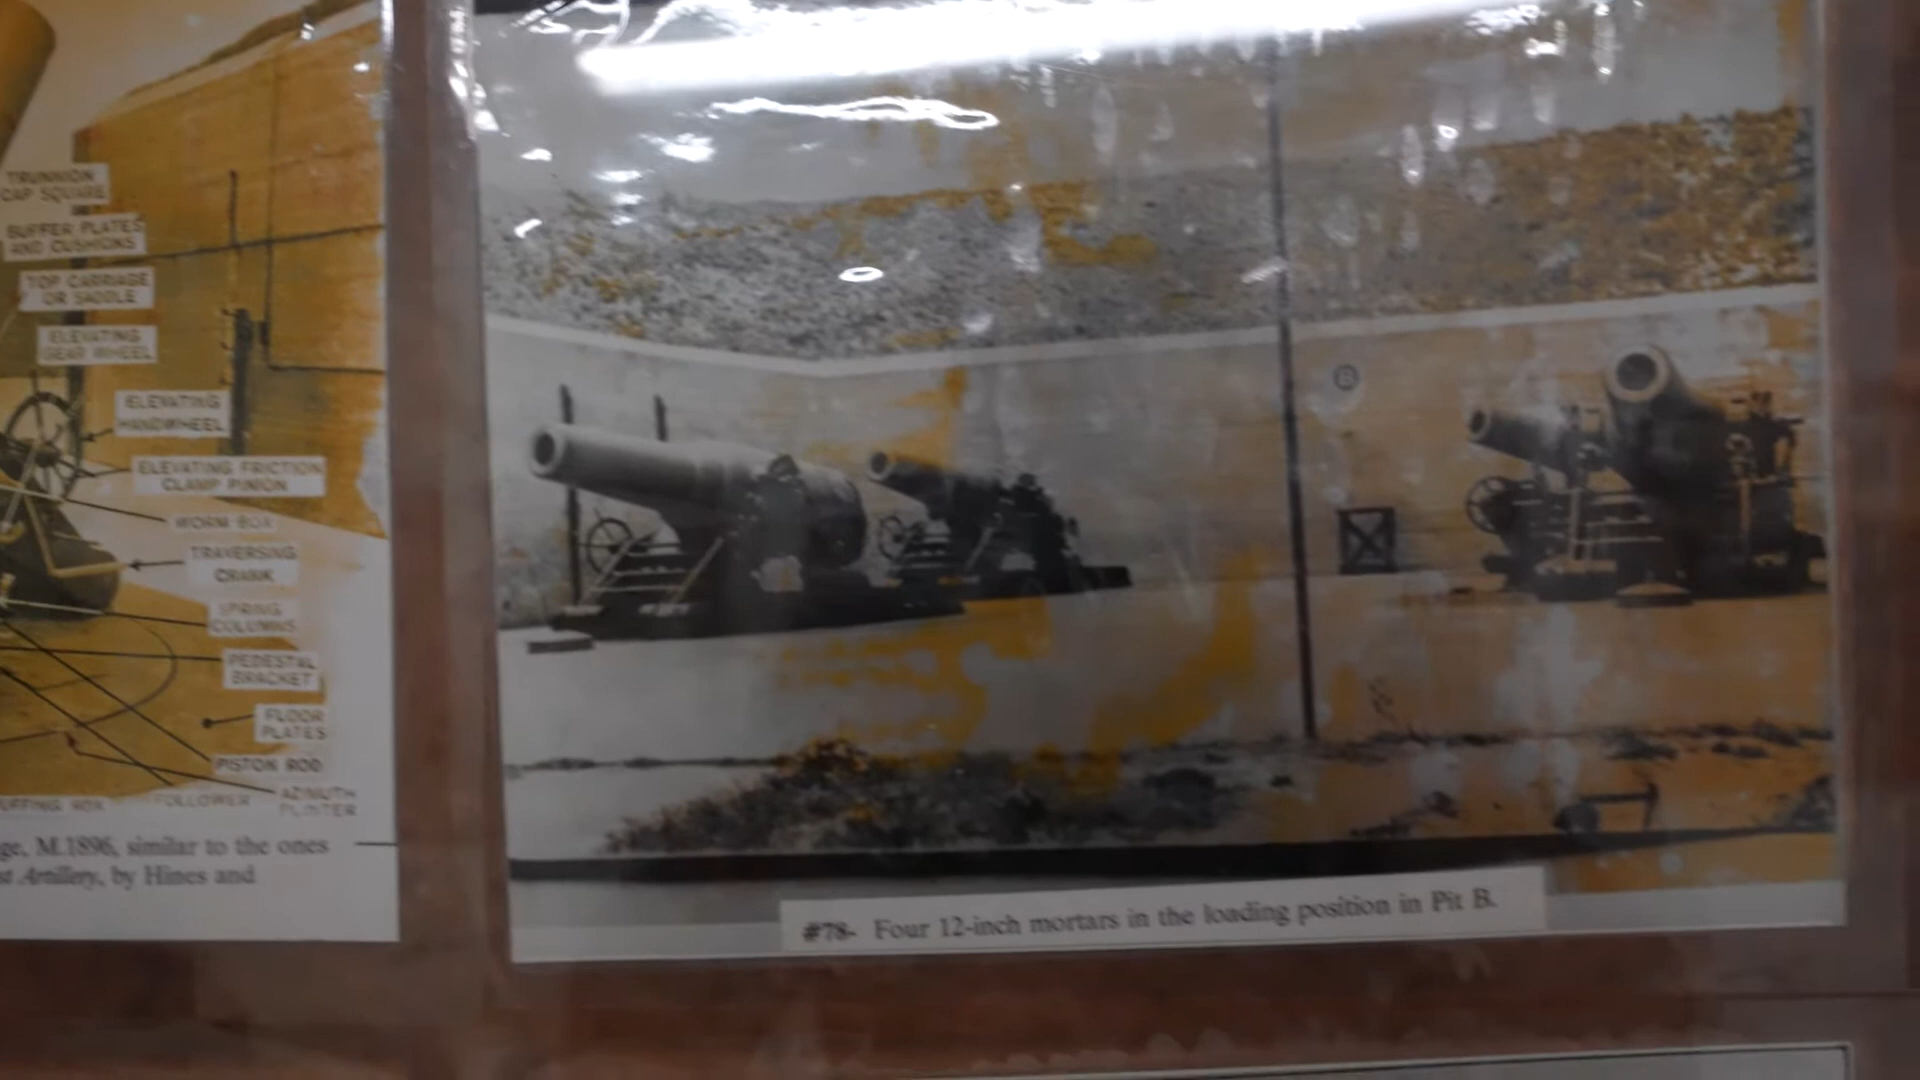 TRUNNION
CAP SQUARE
BUFFER PLATES
AND CUSHIONS
TOP CARRIAGE
OR SADDLE
ELEVATING
GEAR WHEEL
ELEVATING
HANDWHEEL
ELEVATING FRICTION
CLAMP PINION
WORM BOX
TRAVERSING
CRANK
SPRING
COLUMNS
PEDESTAL
BRACKET
FLOOR
PLATES
PISTON ROD
FOLLOWER
AZIMUTH
POINTER
M.1896, similar to the ones
Artillery, by Hines and
B
#78- Four 12-inch mortars in the loading position in Pit B.